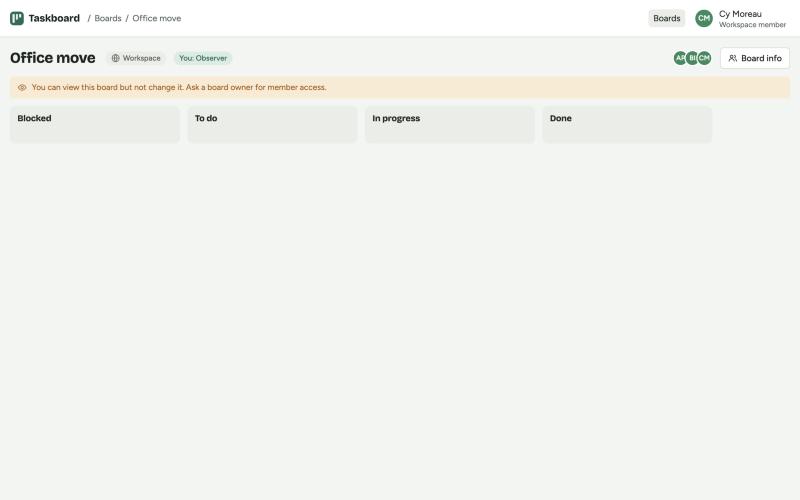 Taskboard / Boards / Office move
Boards
CM
Cy Moreau
Workspace member
Office move
Workspace
You: Observer
CM
Board info
You can view this board but not change it. Ask a board owner for member access.
Blocked
To do
In progress
Done